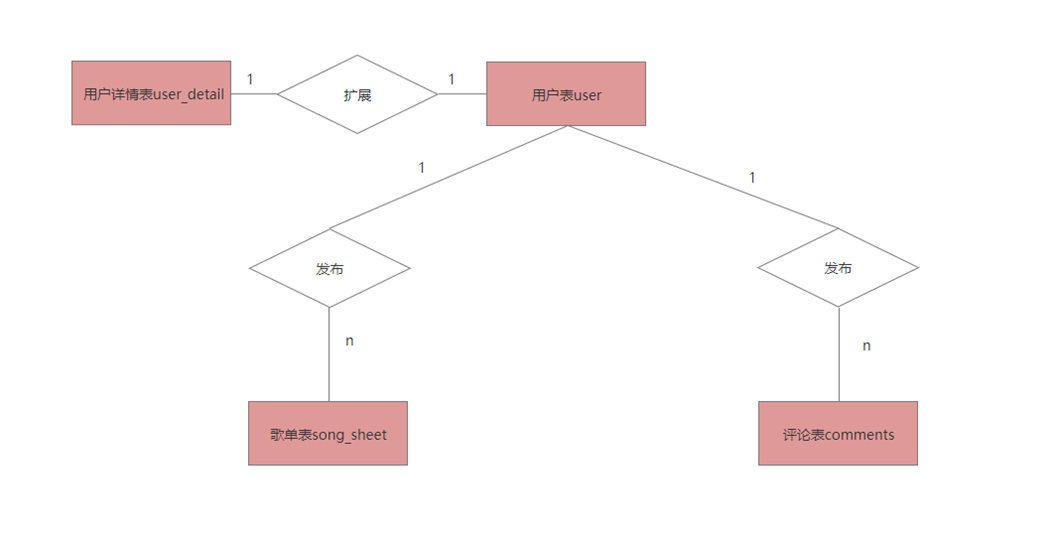 用户详情表user_detail
1
扩展
1
用户表user
1
1
发布
发布
n
n
歌单表song_sheet
评论表comments